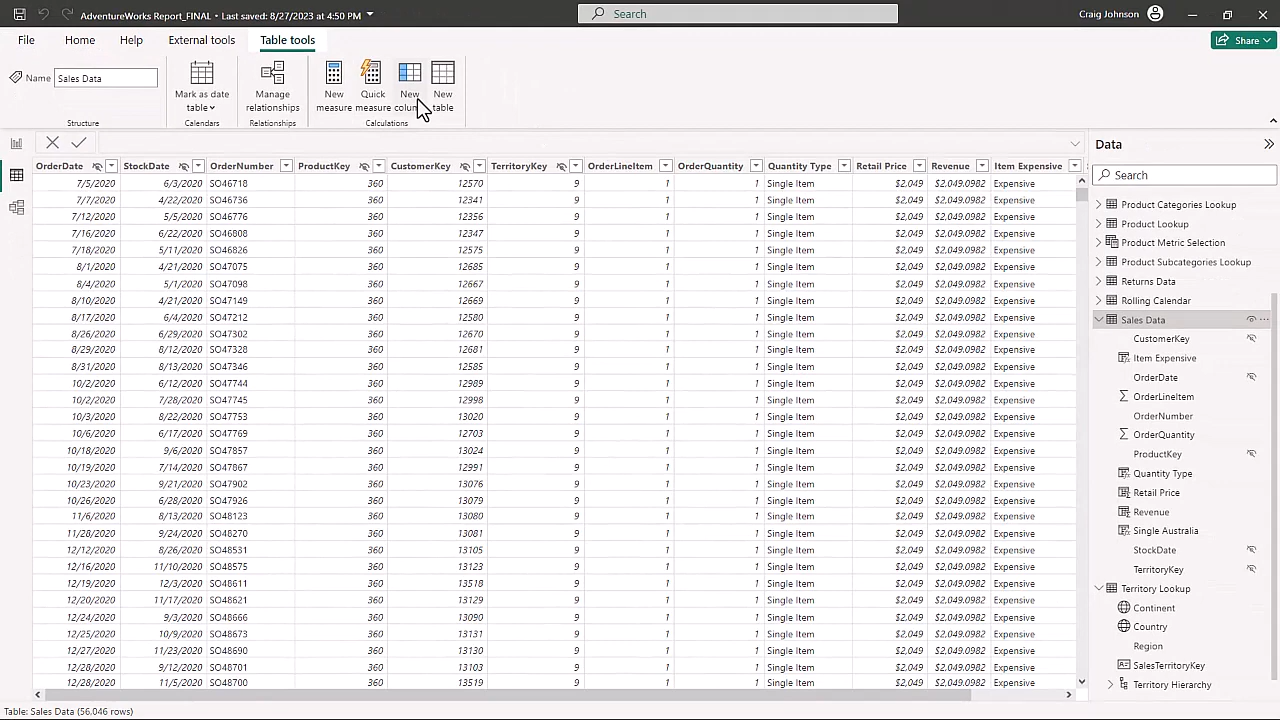 AdventureWorks Report_FINAL • Last saved: 8/27/2023 at 4:50 PM
Search
Craig Johnson
File Home Help External tools Table tools
Share
Name Sales Data
Mark as date table
Manage relationships
New measure
Quick measure
New
New table
Structure Calendars Relationships Calculations
OrderDate StockDate OrderNumber ProductKey CustomerKey TerritoryKey OrderLineItem OrderQuantity Quantity Type Retail Price Revenue Item Expensive
7/5/2020 6/3/2020 SO46718 360 12570 9 1 1 Single Item $2,049 $2,049.0982 Expensive
7/7/2020 4/22/2020 SO46736 360 12341 9 1 1 Single Item $2,049 $2,049.0982 Expensive
7/12/2020 5/5/2020 SO46776 360 12356 9 1 1 Single Item $2,049 $2,049.0982 Expensive
7/16/2020 6/22/2020 SO46808 360 12347 9 1 1 Single Item $2,049 $2,049.0982 Expensive
7/18/2020 5/11/2020 SO46826 360 12575 9 1 1 Single Item $2,049 $2,049.0982 Expensive
8/1/2020 4/21/2020 SO47075 360 12685 9 1 1 Single Item $2,049 $2,049.0982 Expensive
8/4/2020 5/1/2020 SO47098 360 12667 9 1 1 Single Item $2,049 $2,049.0982 Expensive
8/10/2020 4/21/2020 SO47149 360 12669 9 1 1 Single Item $2,049 $2,049.0982 Expensive
8/17/2020 6/4/2020 SO47212 360 12580 9 1 1 Single Item $2,049 $2,049.0982 Expensive
8/26/2020 6/29/2020 SO47302 360 12670 9 1 1 Single Item $2,049 $2,049.0982 Expensive
8/29/2020 8/12/2020 SO47328 360 12681 9 1 1 Single Item $2,049 $2,049.0982 Expensive
8/31/2020 8/13/2020 SO47346 360 12585 9 1 1 Single Item $2,049 $2,049.0982 Expensive
10/2/2020 6/12/2020 SO47744 360 12989 9 1 1 Single Item $2,049 $2,049.0982 Expensive
10/2/2020 7/28/2020 SO47745 360 12998 9 1 1 Single Item $2,049 $2,049.0982 Expensive
10/3/2020 8/22/2020 SO47753 360 13020 9 1 1 Single Item $2,049 $2,049.0982 Expensive
10/6/2020 6/17/2020 SO47769 360 12703 9 1 1 Single Item $2,049 $2,049.0982 Expensive
10/18/2020 9/6/2020 SO47857 360 13024 9 1 1 Single Item $2,049 $2,049.0982 Expensive
10/19/2020 7/14/2020 SO47867 360 12991 9 1 1 Single Item $2,049 $2,049.0982 Expensive
10/23/2020 9/21/2020 SO47902 360 13076 9 1 1 Single Item $2,049 $2,049.0982 Expensive
10/25/2020 6/28/2020 SO47926 360 13079 9 1 1 Single Item $2,049 $2,049.0982 Expensive
11/6/2020 8/13/2020 SO48123 360 13080 9 1 1 Single Item $2,049 $2,049.0982 Expensive
11/28/2020 9/24/2020 SO48270 360 13081 9 1 1 Single Item $2,049 $2,049.0982 Expensive
12/12/2020 8/26/2020 SO48531 360 13105 9 1 1 Single Item $2,049 $2,049.0982 Expensive
12/16/2020 11/10/2020 SO48575 360 13123 9 1 1 Single Item $2,049 $2,049.0982 Expensive
12/19/2020 12/3/2020 SO48611 360 13518 9 1 1 Single Item $2,049 $2,049.0982 Expensive
12/20/2020 11/17/2020 SO48621 360 13129 9 1 1 Single Item $2,049 $2,049.0982 Expensive
12/24/2020 9/3/2020 SO48666 360 13090 9 1 1 Single Item $2,049 $2,049.0982 Expensive
12/25/2020 10/9/2020 SO48673 360 13131 9 1 1 Single Item $2,049 $2,049.0982 Expensive
12/27/2020 11/23/2020 SO48690 360 13130 9 1 1 Single Item $2,049 $2,049.0982 Expensive
12/28/2020 9/12/2020 SO48701 360 13103 9 1 1 Single Item $2,049 $2,049.0982 Expensive
12/28/2020 11/5/2020 SO48700 360 13519 9 1 1 Single Item $2,049 $2,049.0982 Expensive
Data
Search
Product Categories Lookup
Product Lookup
Product Metric Selection
Product Subcategories Lookup
Returns Data
Rolling Calendar
Sales Data
CustomerKey
Item Expensive
OrderDate
OrderLineItem
OrderNumber
OrderQuantity
ProductKey
Quantity Type
Retail Price
Revenue
Single Australia
StockDate
TerritoryKey
Territory Lookup
Continent
Country
Region
SalesTerritoryKey
Territory Hierarchy
Table: Sales Data (56,046 rows)